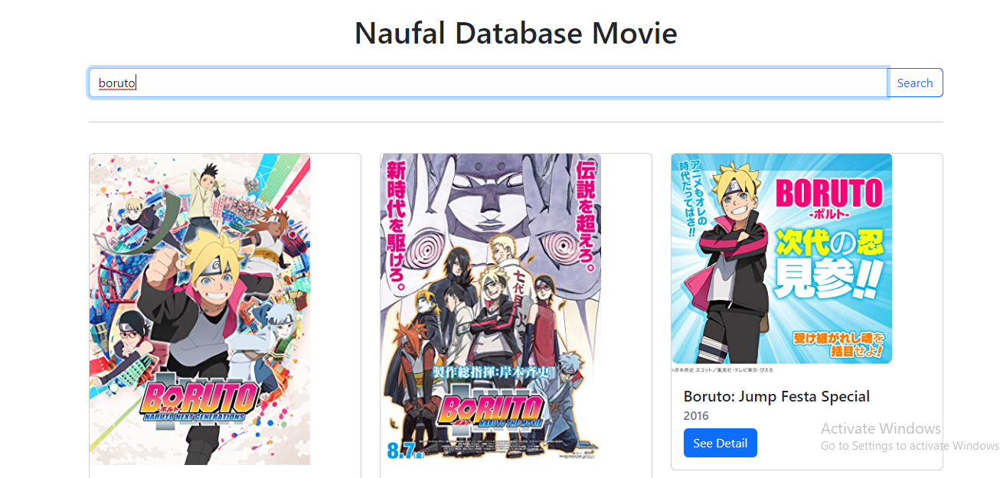 Naufal Database Movie
boruto
Search
BORUTO
-ボルト-
NARUTO NEXT GENERATIONS
新時代を駆けろ。
伝説を超えろ。
七代目火
製作総指揮:岸本斉史
BORUTO
-ボルト-
NARUTO THE MOVIE
8.7(金)
アニメもオレの
時代だってばさ!!
BORUTO
-ボルト-
次代の忍
見参!!
受け継がれし魂を
括目せよ!
©岸本斉史 スコット/集英社・テレビ東京・ぴえろ
Boruto: Jump Festa Special
2016
See Detail
Activate Windows
Go to Settings to activate Windows